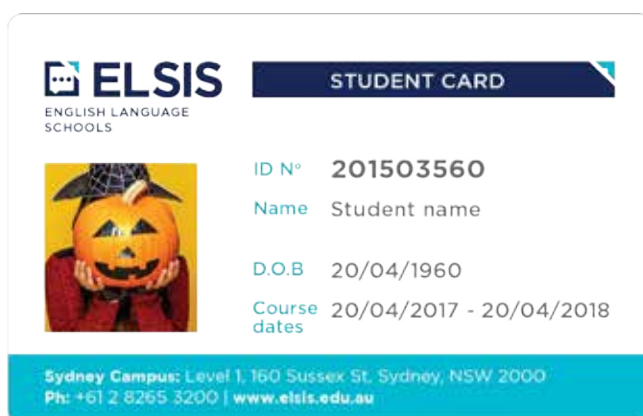 ELSIS
ENGLISH LANGUAGE
SCHOOLS
STUDENT CARD
ID Nº 201503560
Name Student name
D.O.B 20/04/1960
Course dates 20/04/2017 - 20/04/2018
Sydney Campus: Level 1, 160 Sussex St, Sydney, NSW 2000
Ph: +61 2 8265 3200 | www.elsis.edu.au